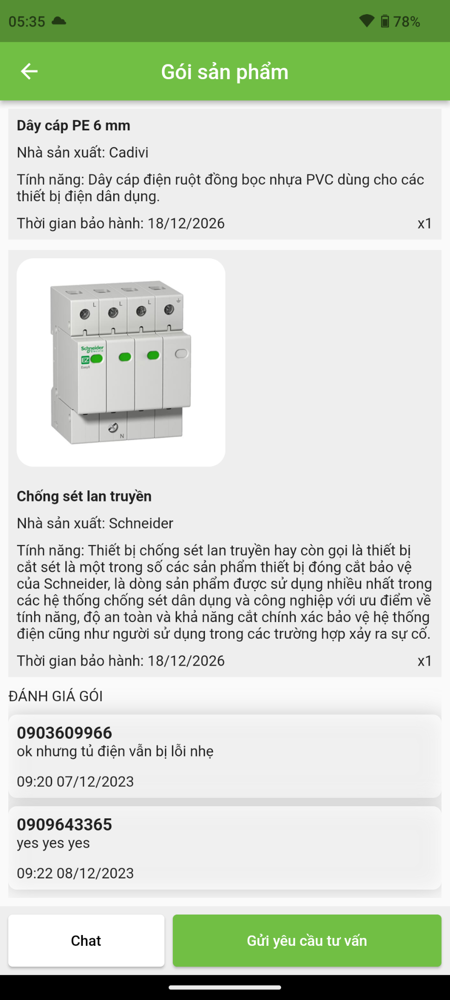 05:35
78%
Gói sản phẩm
Dây cáp PE 6 mm
Nhà sản xuất: Cadivi
Tính năng: Dây cáp điện ruột đồng bọc nhựa PVC dùng cho các
thiết bị điện dân dụng.
Thời gian bảo hành: 18/12/2026 x1
L L L
Schneider
Electric
EZ
Easy9
N
Chống sét lan truyền
Nhà sản xuất: Schneider
Tính năng: Thiết bị chống sét lan truyền hay còn gọi là thiết bị
cắt sét là một trong số các sản phẩm thiết bị đóng cắt bảo vệ
của Schneider, là dòng sản phẩm được sử dụng nhiều nhất trong
các hệ thống chống sét dân dụng và công nghiệp với ưu điểm về
tính năng, độ an toàn và khả năng cắt chính xác bảo vệ hệ thống
điện cũng như người sử dụng trong các trường hợp xảy ra sự cố.
Thời gian bảo hành: 18/12/2026 x1
ĐÁNH GIÁ GÓI
0903609966
ok nhưng tủ điện vẫn bị lỗi nhẹ
09:20 07/12/2023
0909643365
yes yes yes
09:22 08/12/2023
Chat
Gửi yêu cầu tư vấn